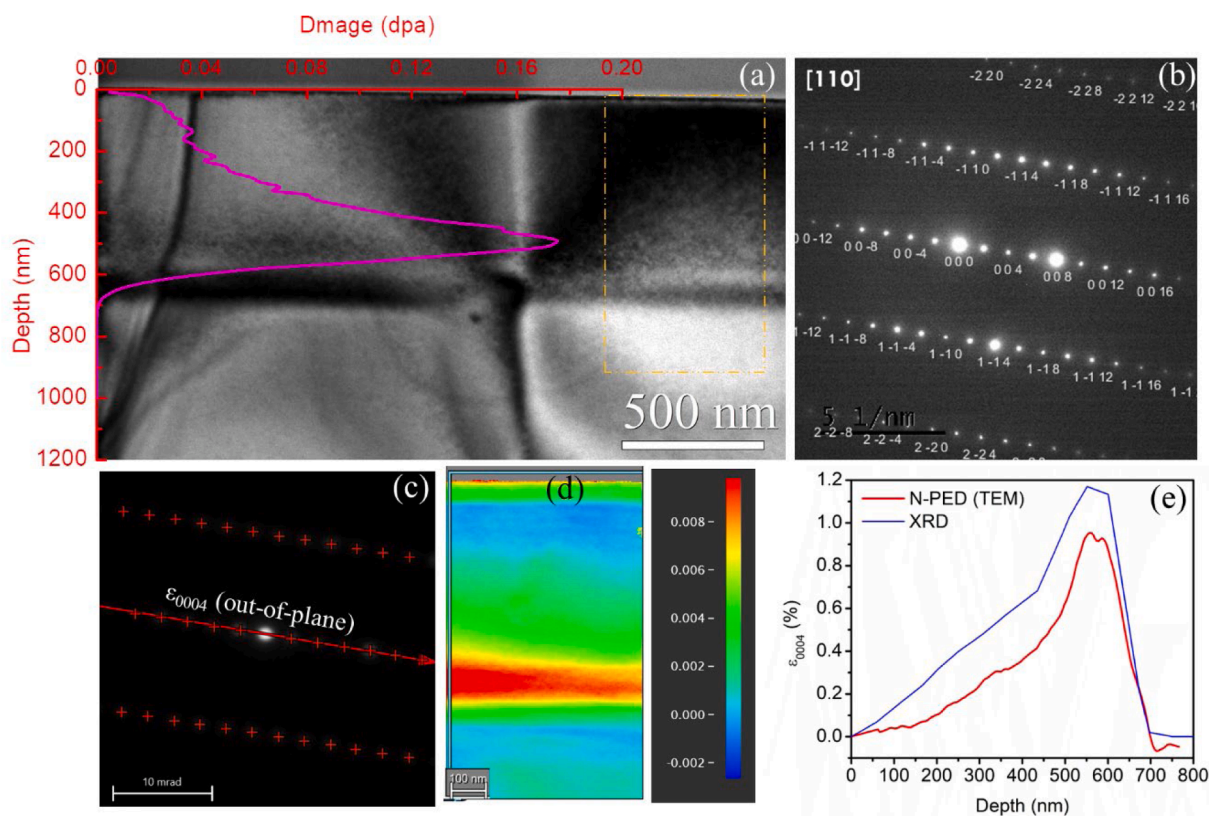 Dmage (dpa)
0.00 0.04 0.08 0.12 0.16 0.20
(a)
Depth (nm)
0
200
400
600
800
1000
1200
500 nm
[110]
(b)
-2 2 0 -2 2 4 -2 2 8 -2 2 12
-1 1 -12 -1 1 -8 -1 1 -4 -1 1 0 -1 1 4 -1 1 8 -1 1 12 -1 1 16
0 0 -12 0 0 -8 0 0 -4 0 0 0 0 0 4 0 0 8 0 0 12 0 0 16
1 -1 -8 1 -1 -4 1 -1 0 1 -1 4 1 -1 8 1 -1 12 1 -1 16
5 1/nm
2 -2 -8 2 -2 -4 2 -2 0 2 -2 4
(c)
ε0004 (out-of-plane)
10 mrad
(d)
100 nm
0.008
0.006
0.004
0.002
0.000
-0.002
(e)
N-PED (TEM)
XRD
ε0004 (%)
1.2
1.0
0.8
0.6
0.4
0.2
0.0
0 100 200 300 400 500 600 700 800
Depth (nm)